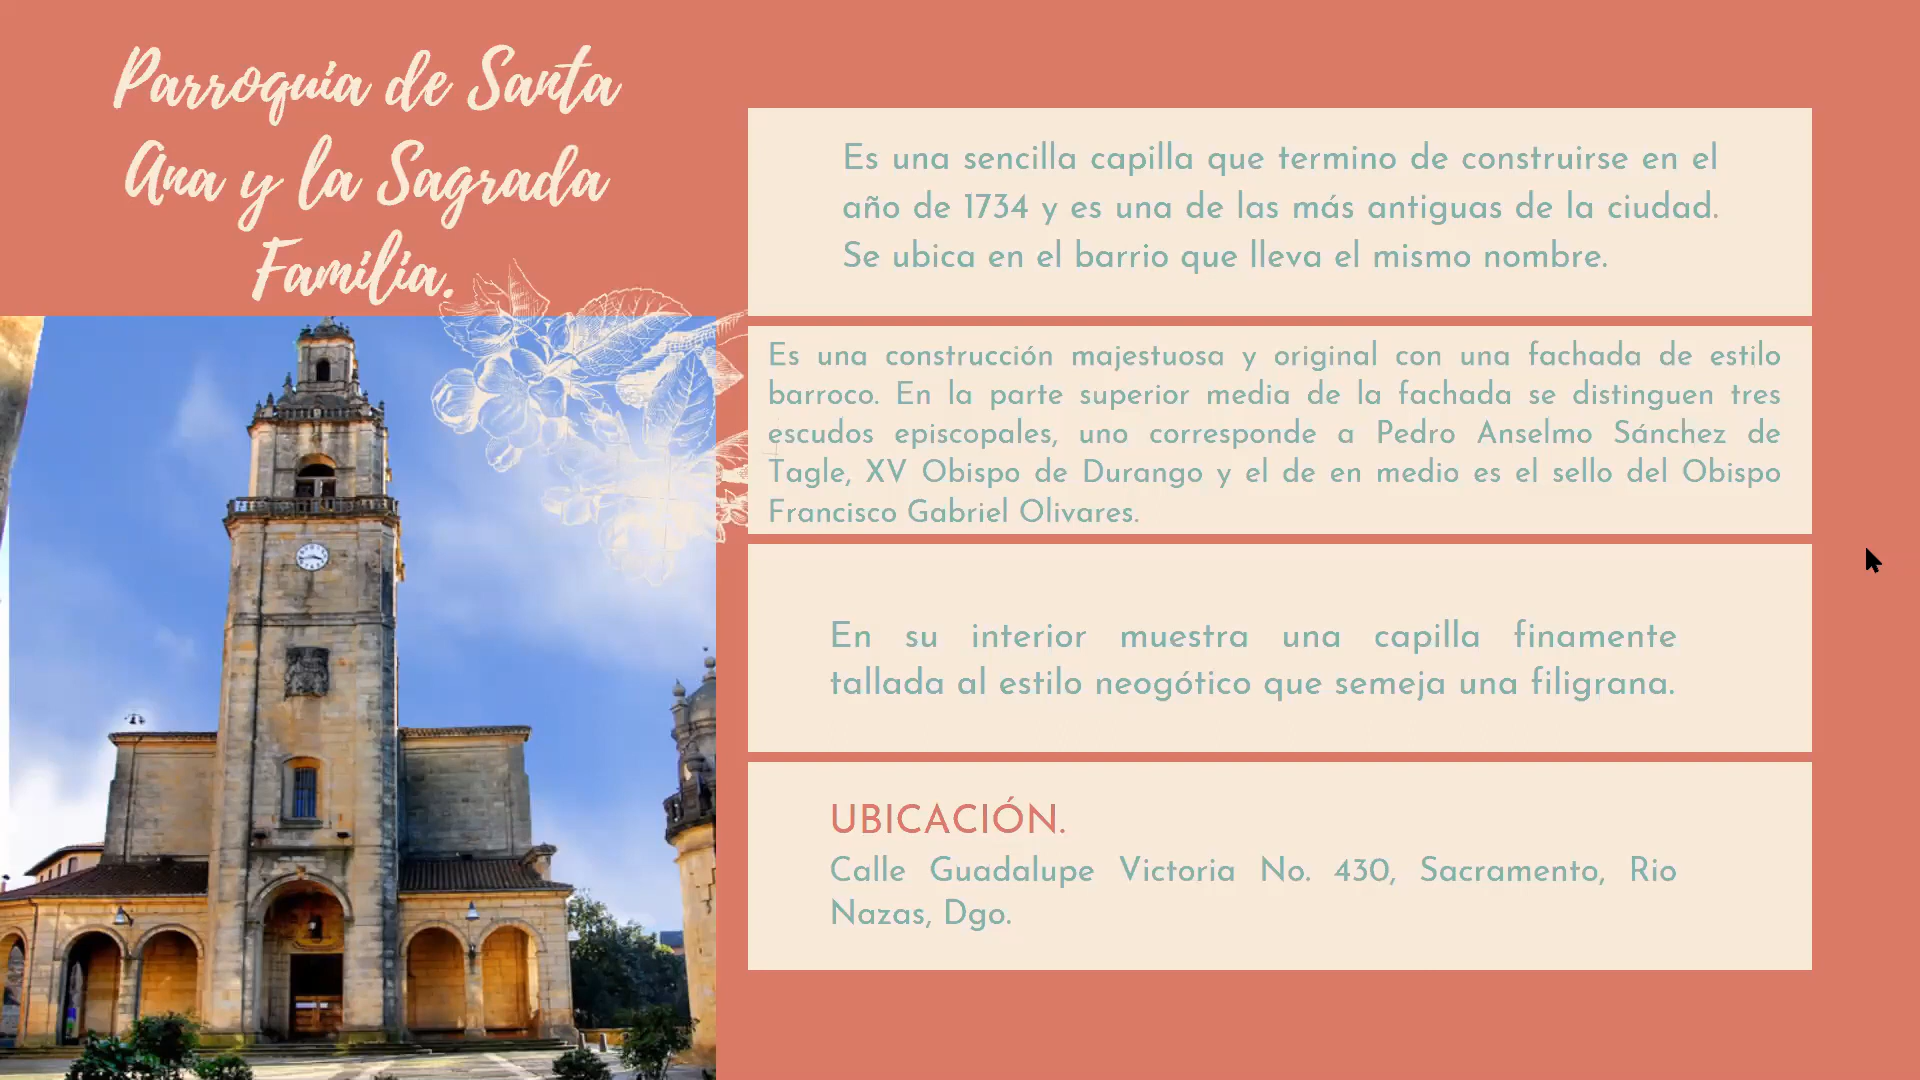 Parroquia de Santa
Ana y la Sagrada
Familia.
Es una sencilla capilla que termino de construirse en el
año de 1734 y es una de las más antiguas de la ciudad.
Se ubica en el barrio que lleva el mismo nombre.
Es una construcción majestuosa y original con una fachada de estilo
barroco. En la parte superior media de la fachada se distinguen tres
escudos episcopales, uno corresponde a Pedro Anselmo Sánchez de
Tagle, XV Obispo de Durango y el de en medio es el sello del Obispo
Francisco Gabriel Olivares.
En su interior muestra una capilla finamente
tallada al estilo neogótico que semeja una filigrana.
UBICACIÓN.
Calle Guadalupe Victoria No. 430, Sacramento, Rio
Nazas, Dgo.